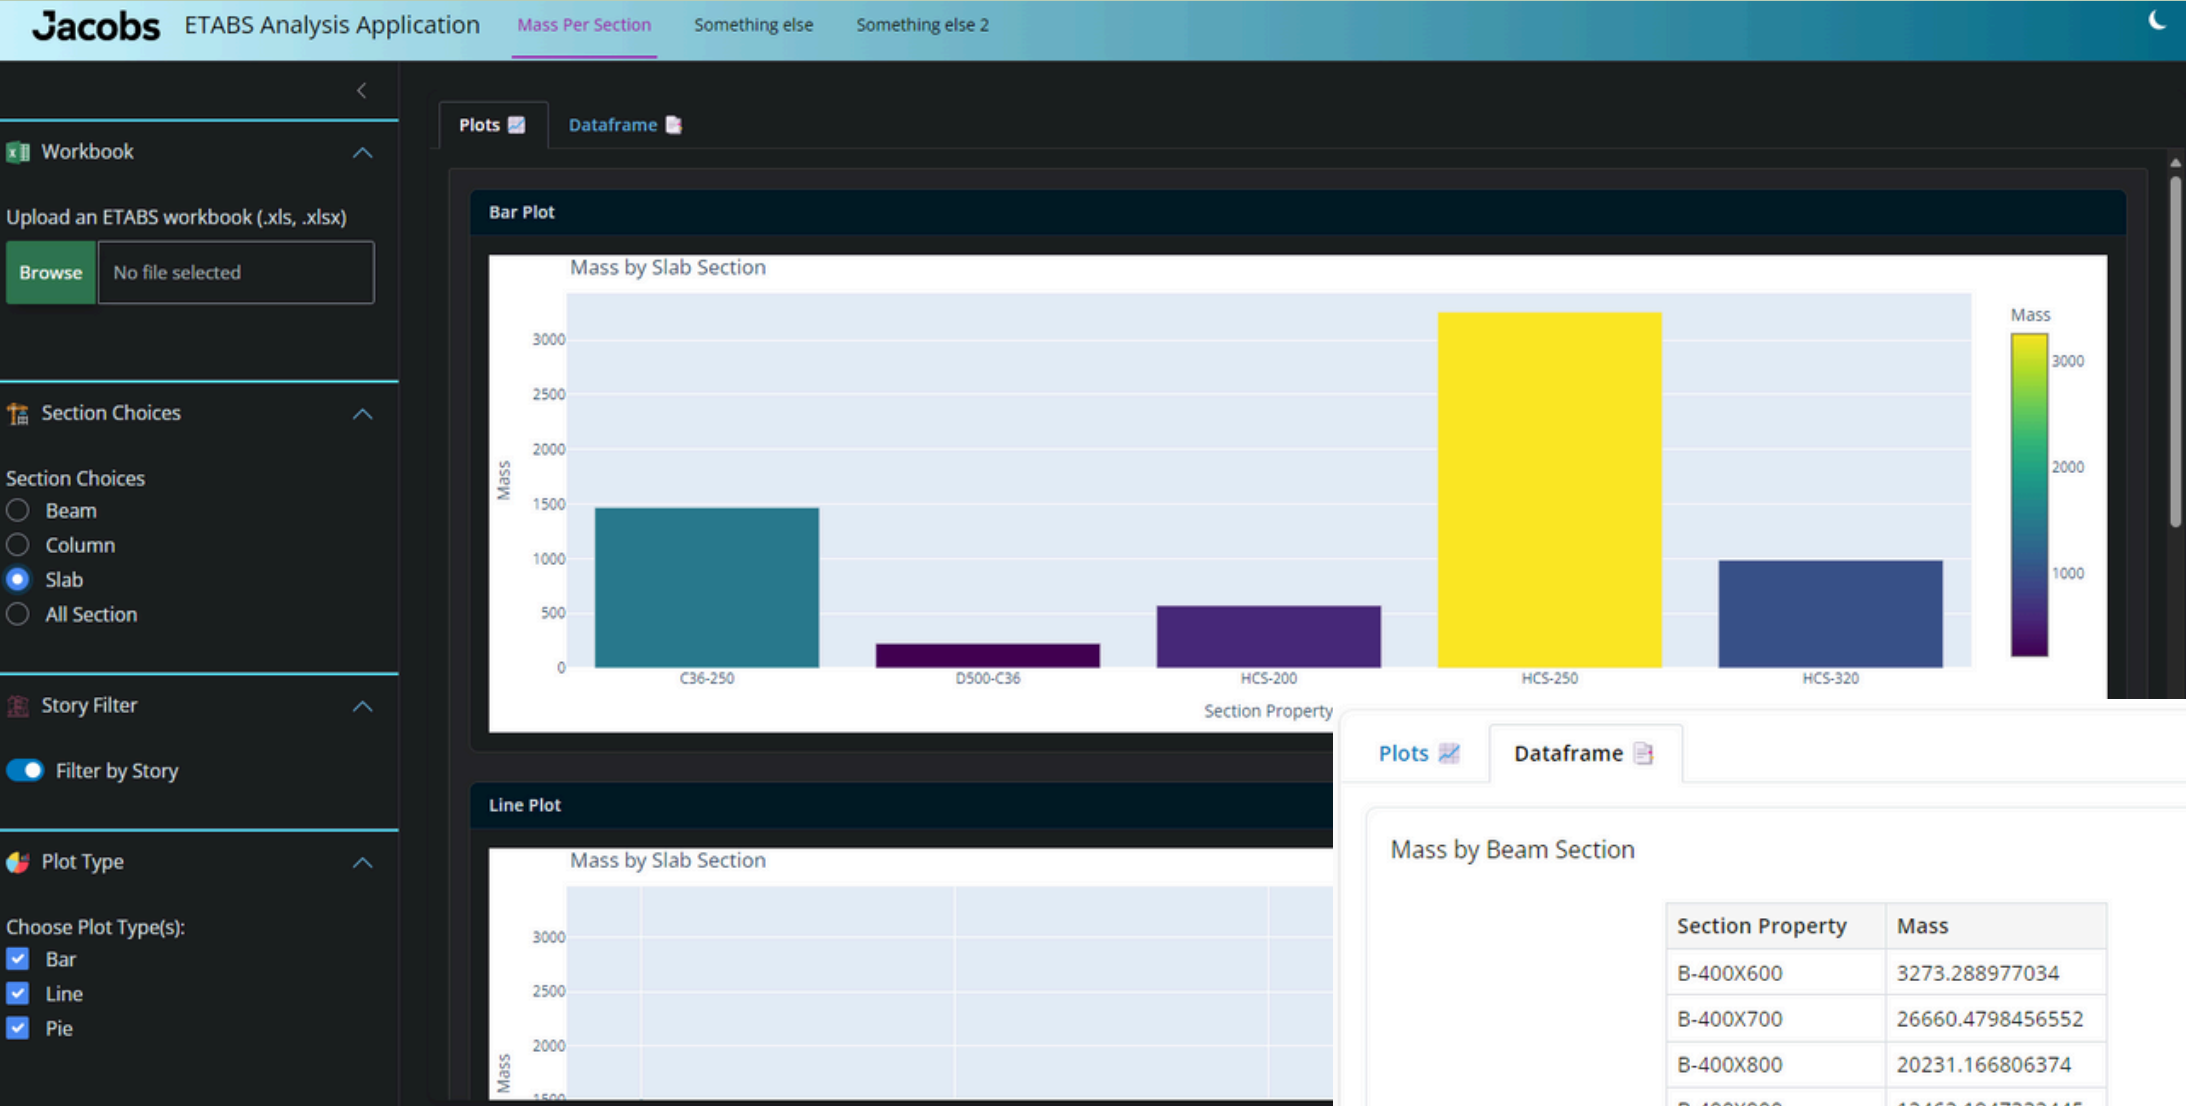 Jacobs ETABS Analysis Application Mass Per Section Something else Something else 2
Workbook
Upload an ETABS workbook (.xls, .xlsx)
Browse No file selected
Section Choices
Section Choices
Beam
Column
Slab
All Section
Story Filter
Filter by Story
Plot Type
Choose Plot Type(s):
Bar
Line
Pie
Plots Dataframe
Bar Plot
Mass by Slab Section
3000
2500
2000
1500
1000
500
0
Mass
C36-250 D500-C36 HCS-200 HCS-250 HCS-320
Section Property
Mass
3000
2000
1000
Line Plot
Mass by Slab Section
3000
2500
2000
1500
Mass
Plots Dataframe
Mass by Beam Section
Section Property Mass
B-400X600 3273.288977034
B-400X700 26660.4798456552
B-400X800 20231.166806374